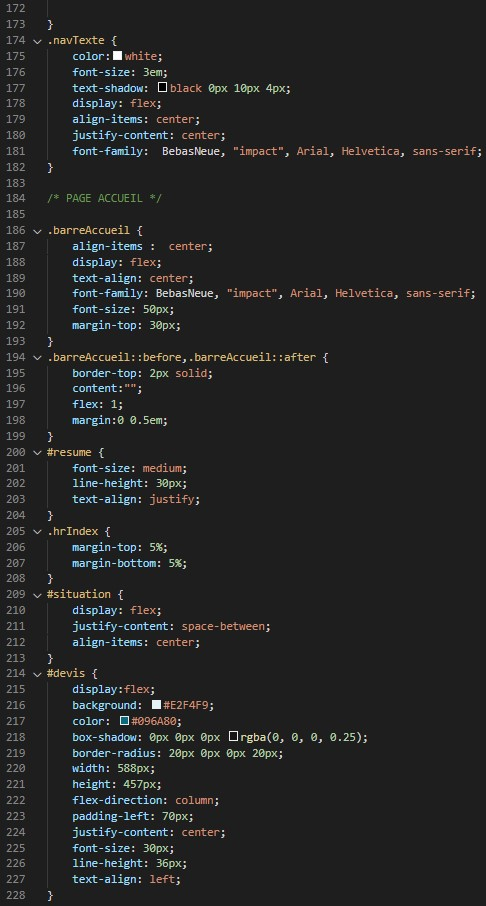 172
173 }
174 .navTexte {
175 color: white;
176 font-size: 3em;
177 text-shadow: black 0px 10px 4px;
178 display: flex;
179 align-items: center;
180 justify-content: center;
181 font-family:  BebasNeue, "impact", Arial, Helvetica, sans-serif;
182 }
183
184 /* PAGE ACCUEIL */
185
186 .barreAccueil {
187 align-items :  center;
188 display: flex;
189 text-align: center;
190 font-family: BebasNeue, "impact", Arial, Helvetica, sans-serif;
191 font-size: 50px;
192 margin-top: 30px;
193 }
194 .barreAccueil::before,.barreAccueil::after {
195 border-top: 2px solid;
196 content:"";
197 flex: 1;
198 margin:0 0.5em;
199 }
200 #resume {
201 font-size: medium;
202 line-height: 30px;
203 text-align: justify;
204 }
205 .hrIndex {
206 margin-top: 5%;
207 margin-bottom: 5%;
208 }
209 #situation {
210 display: flex;
211 justify-content: space-between;
212 align-items: center;
213 }
214 #devis {
215 display:flex;
216 background: #E2F4F9;
217 color: #096A80;
218 box-shadow: 0px 0px 0px rgba(0, 0, 0, 0.25);
219 border-radius: 20px 0px 0px 20px;
220 width: 588px;
221 height: 457px;
222 flex-direction: column;
223 padding-left: 70px;
224 justify-content: center;
225 font-size: 30px;
226 line-height: 36px;
227 text-align: left;
228 }